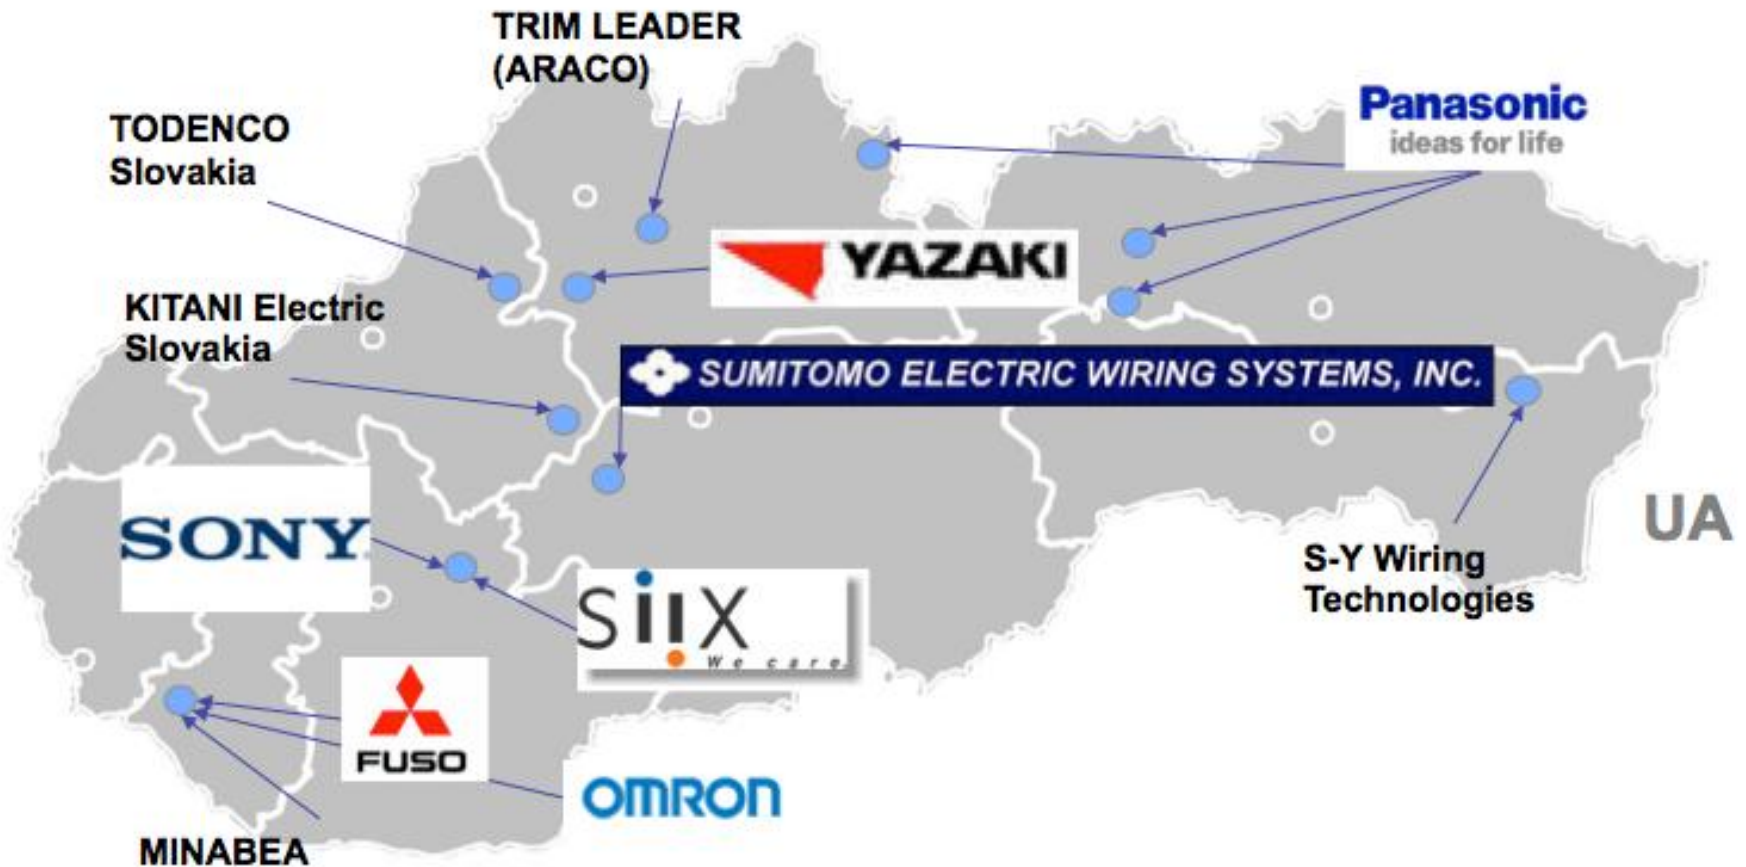 TRIM LEADER
(ARACO)
Panasonic
ideas for life
TODENCO
Slovakia
YAZAKI
KITANI Electric
Slovakia
SUMITOMO ELECTRIC WIRING SYSTEMS, INC.
SONY
UA
S-Y Wiring
Technologies
SiiX
We care
FUSO
OMRON
MINABEA